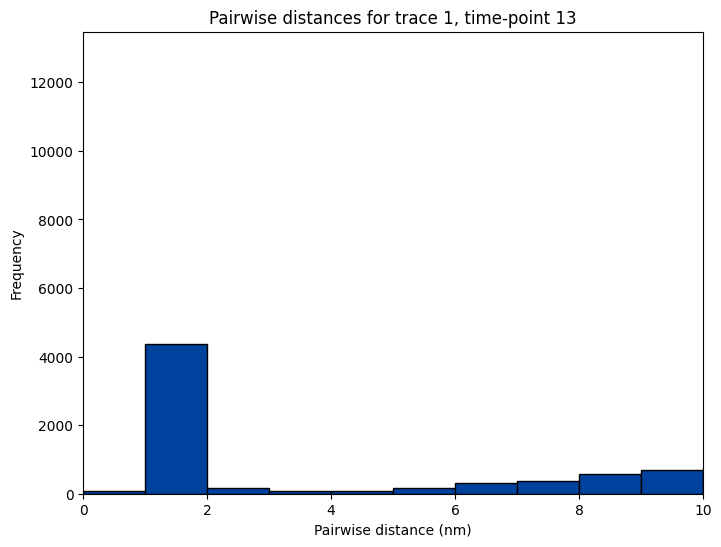 Pairwise distances for trace 1, time-point 13
12000
10000
8000
6000
4000
2000
0
Frequency
0 2 4 6 8 10
Pairwise distance (nm)